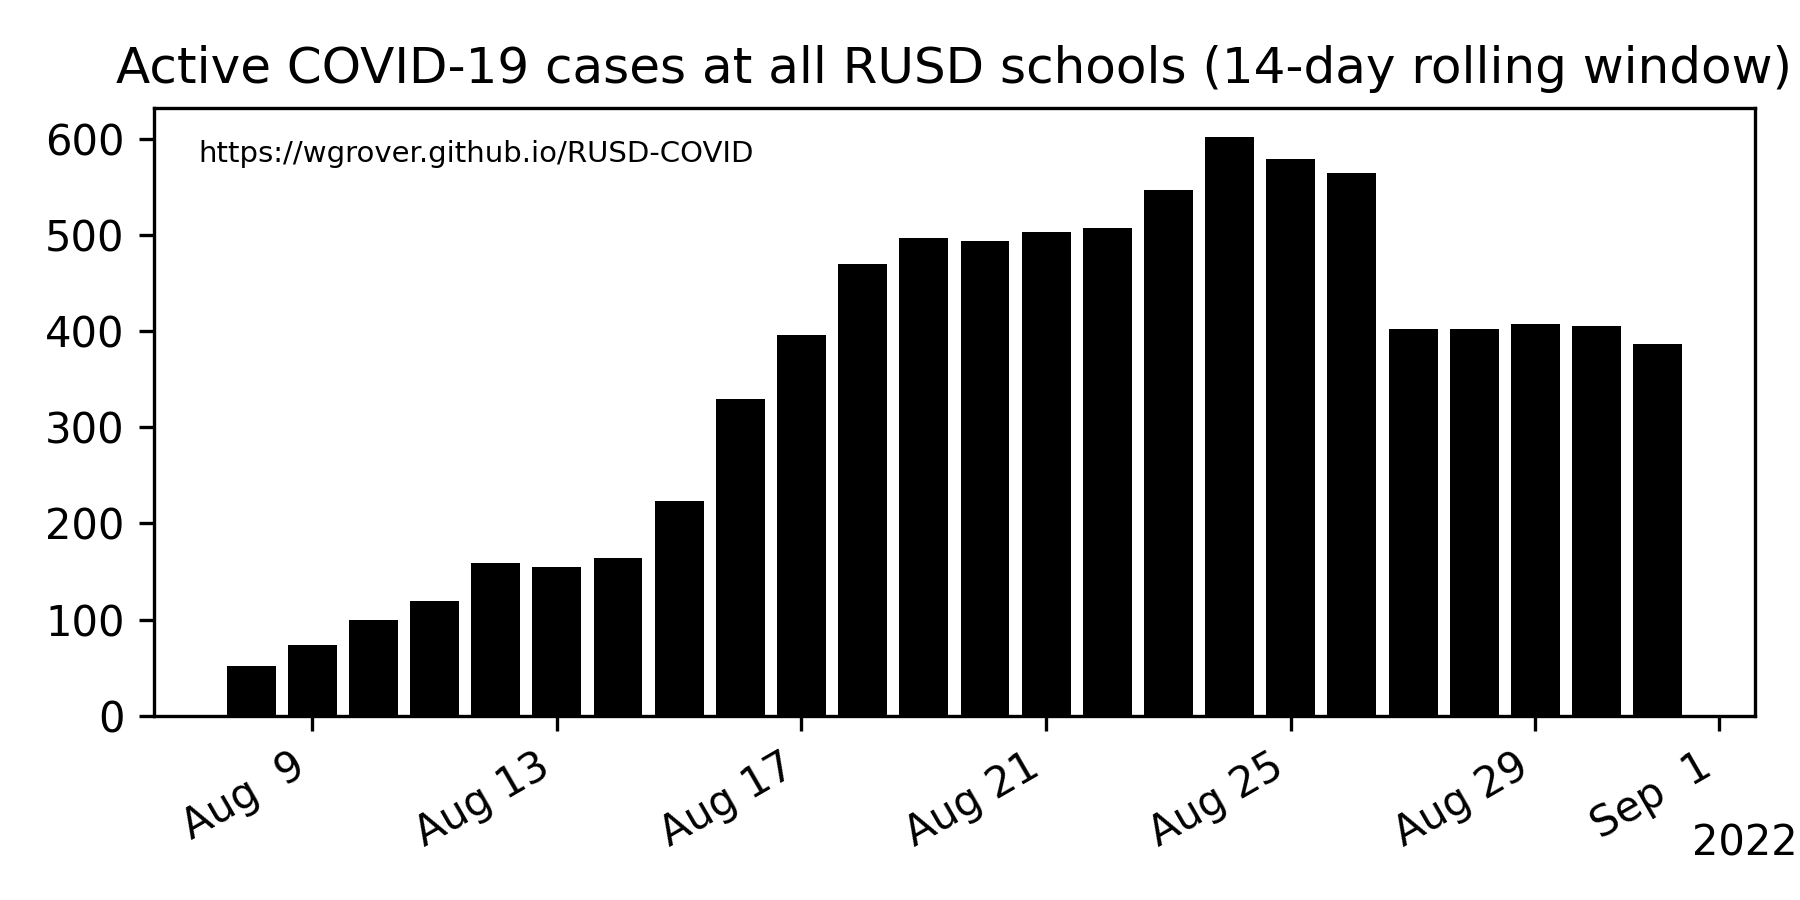 Active COVID-19 cases at all RUSD schools (14-day rolling window)
https://wgrover.github.io/RUSD-COVID
600
500
400
300
200
100
0
Aug 9
Aug 13
Aug 17
Aug 21
Aug 25
Aug 29
Sep 1
2022